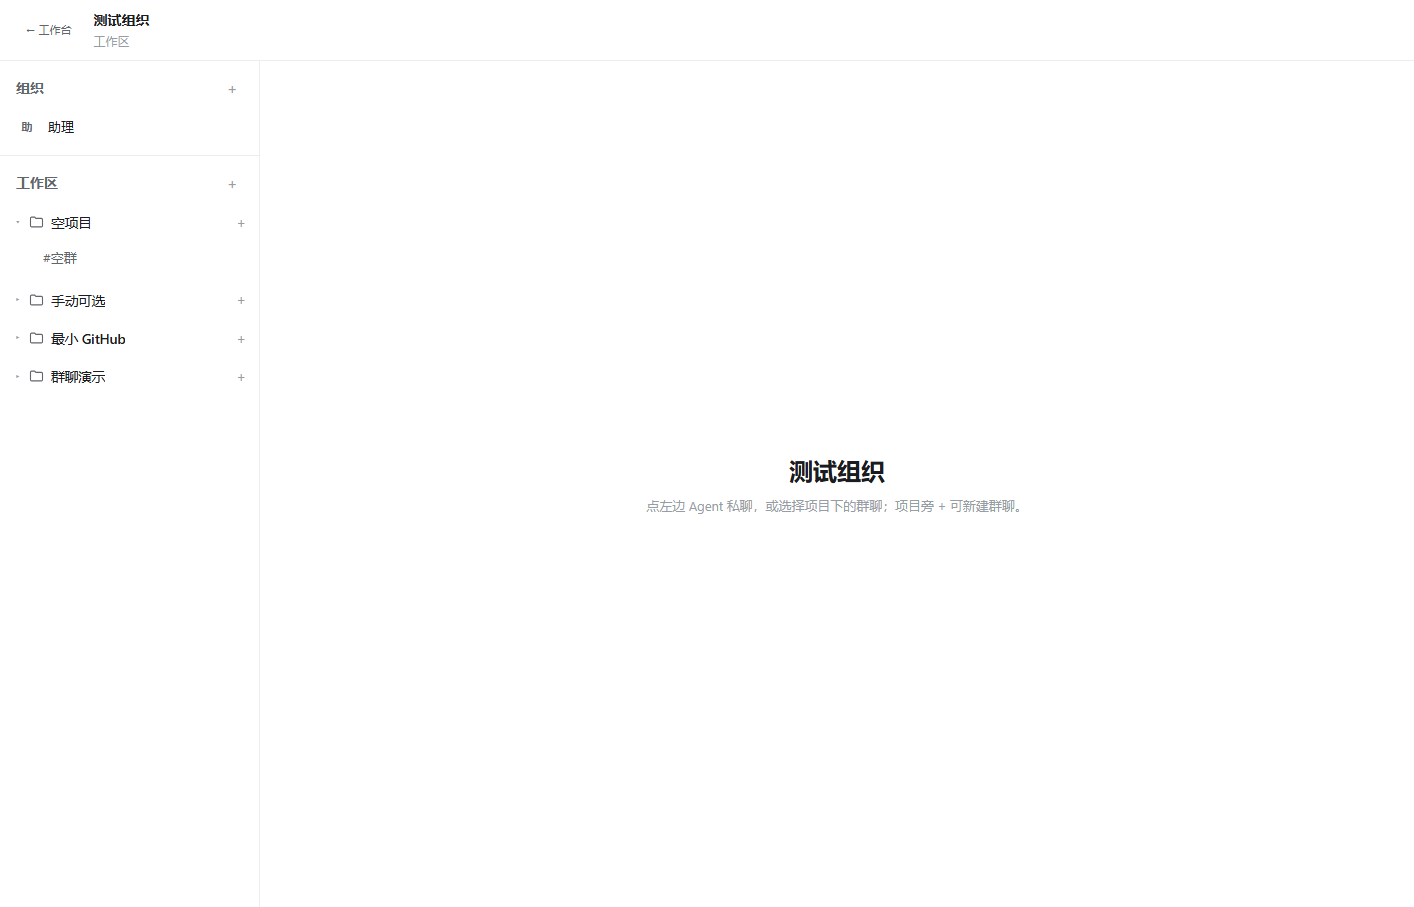 ← 工作台
测试组织
工作区
组织 +
助 助理
工作区 +
空项目 +
#空群
手动可选 +
最小 GitHub +
群聊演示 +
测试组织
点左边 Agent 私聊，或选择项目下的群聊；项目旁 + 可新建群聊。